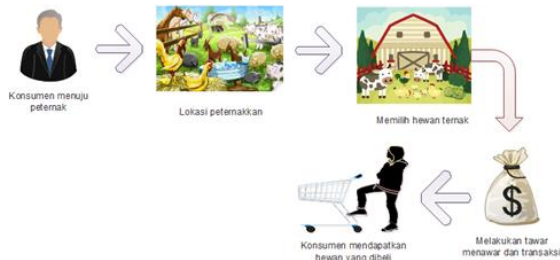 Konsumen menuju
peternak
Lokasi peternakkan
Memilih hewan ternak
$
Melakukan tawar
menawar dan transaksi
Konsumen mendapatkan
hewan yang dibeli